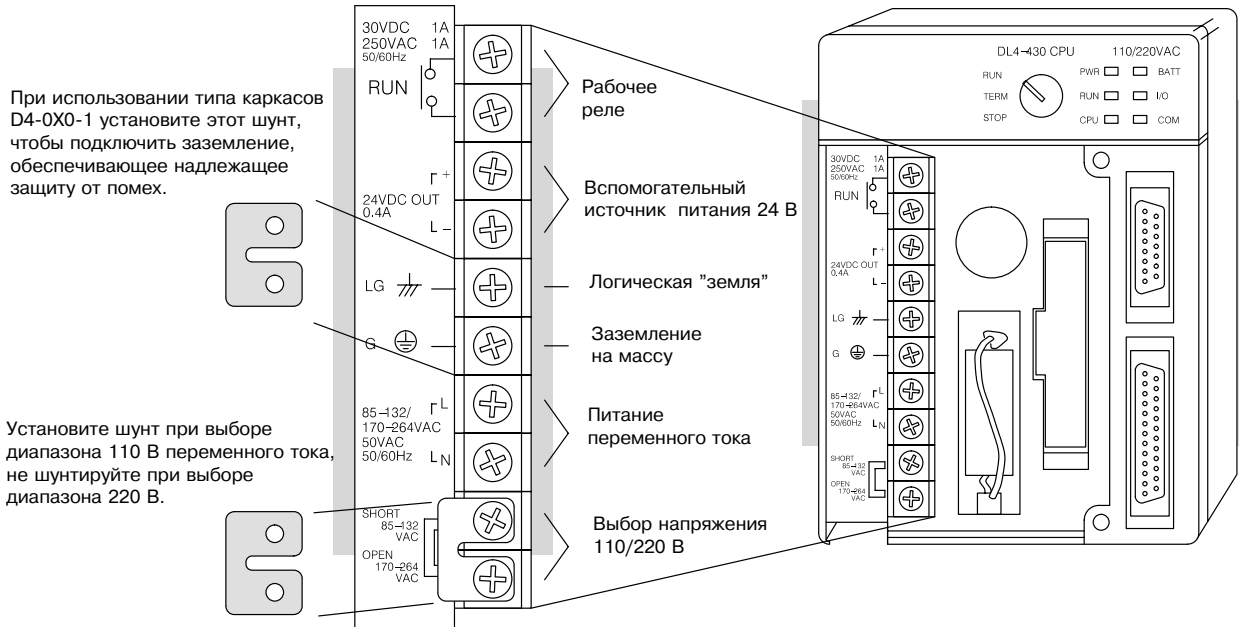 При использовании типа каркасов
D4-0X0-1 установите этот шунт,
чтобы подключить заземление,
обеспечивающее надлежащее
защиту от помех.
Установите шунт при выборе
диапазона 110 В переменного тока,
не шунтируйте при выборе
диапазона 220 В.
30VDC 1A
250VAC 1A
50/60Hz
RUN
+
24VDC OUT
0.4A
–
LG
G
85–132/ L
170–264VAC
50VAC
50/60Hz N
SHORT
85–132
VAC
OPEN
170–264
VAC
Рабочее
реле
Вспомогательный
источник питания 24 В
Логическая "земля"
Заземление
на массу
Питание
переменного тока
Выбор напряжения
110/220 В
DL4–430 CPU 110/220VAC
RUN
TERM
STOP
PWR BATT
RUN I/O
CPU COM
30VDC 1A
250VAC 1A
50/60Hz
RUN
+
24VDC OUT
0.4A
–
LG
G
85–132/ L
170–264VAC
50VAC
50/60Hz N
SHORT
85–132
VAC
OPEN
170–264
VAC